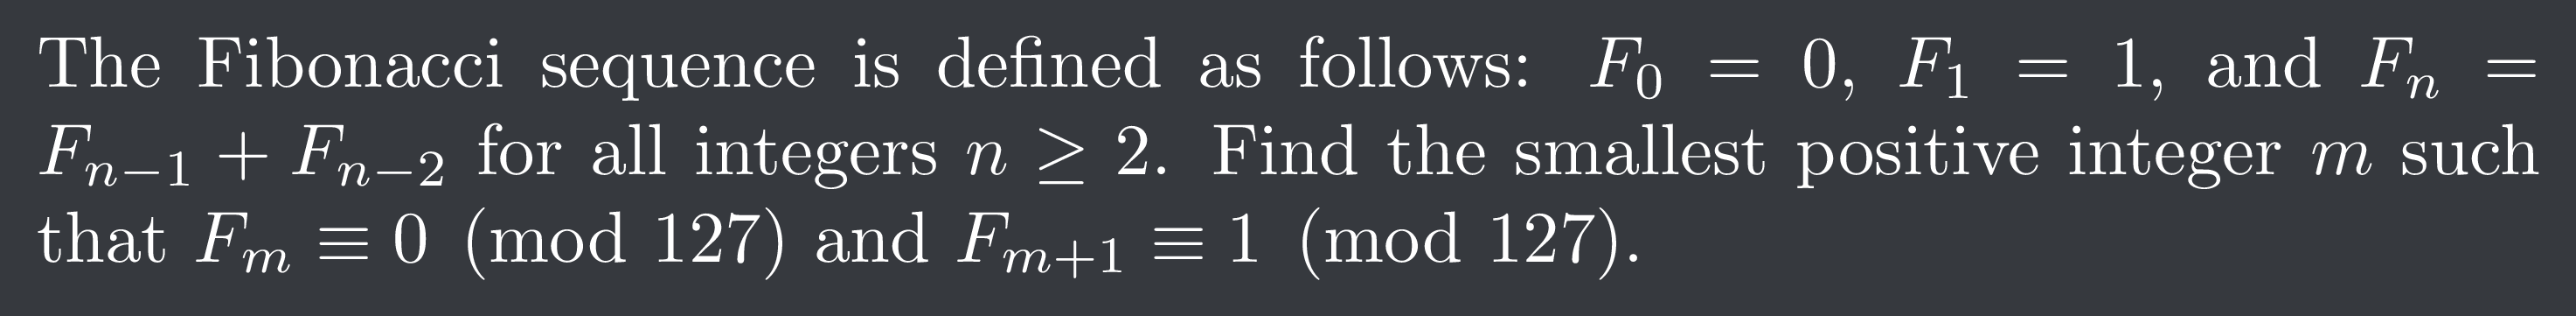 The Fibonacci sequence is defined as follows: $F_0 = 0$, $F_1 = 1$, and $F_n =$
$F_{n-1} + F_{n-2}$ for all integers $n \geq 2$. Find the smallest positive integer $m$ such
that $F_m \equiv 0 \pmod{127}$ and $F_{m+1} \equiv 1 \pmod{127}$.